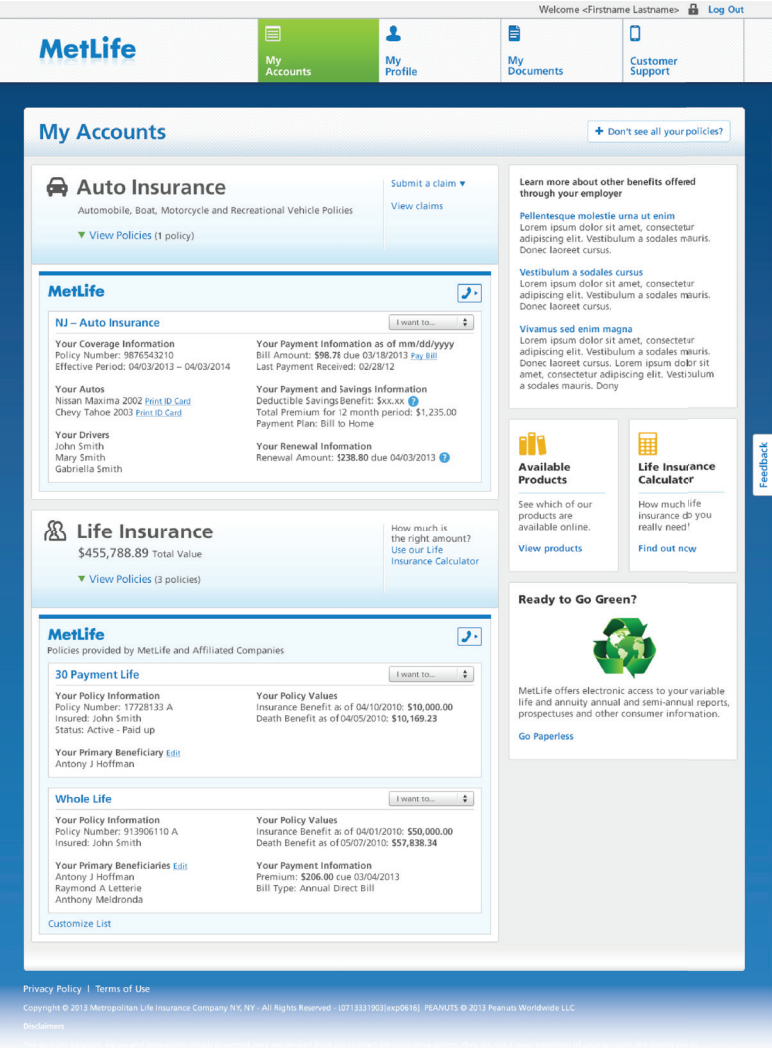 Welcome <Firstname Lastname> Log Out
MetLife
My Accounts
My Profile
My Documents
Customer Support
My Accounts
+ Don't see all your policies?
Auto Insurance
Automobile, Boat, Motorcycle and Recreational Vehicle Policies
▼ View Policies (1 policy)
Submit a claim ▼
View claims
MetLife
NJ – Auto Insurance
I want to...
Your Coverage Information
Policy Number: 9876543210
Effective Period: 04/03/2013 – 04/03/2014
Your Autos
Nissan Maxima 2002 Print ID Card
Chevy Tahoe 2003 Print ID Card
Your Drivers
John Smith
Mary Smith
Gabriella Smith
Your Payment Infomation as of mm/dd/yyyy
Bill Amount: $98.78 due 03/18/2013 Pay Bill
Last Payment Received: 02/28/12
Your Payment and Savings Information
Deductible Savings Benefit: $xx.xx ?
Total Premium for 12 month period: $1,235.00
Payment Plan: Bill to Home
Your Renewal Infomation
Renewal Amount: $238.80 due 04/03/2013 ?
Life Insurance
$455,788.89 Total Value
▼ View Policies (3 policies)
How much is
the right amount?
Use our Life
Insurance Calculator
MetLife
Policies provided by MetLife and Affiliated Companies
30 Payment Life
I want to...
Your Policy Information
Policy Number: 17728133 A
Insured: John Smith
Status: Active - Paid up
Your Primary Beneficiary Edit
Antony J Hoffman
Your Policy Values
Insurance Benefit as of 04/10/2010: $10,000.00
Death Benefit as of 04/05/2010: $10,169.23
Whole Life
I want to...
Your Policy Information
Policy Number: 913906110 A
Insured: John Smith
Your Primary Beneficiaries Edit
Antony J Hoffman
Raymond A Letterie
Anthony Meldronda
Your Policy Values
Insurance Benefit as of 04/01/2010: $50,000.00
Death Benefit as of 05/07/2010: $57,838.34
Your Payment Infomation
Premium: $206.00 cue 03/04/2013
Bill Type: Annual Direct Bill
Customize List
Learn more about other benefits offered
through your employer
Pellentesque molestie urna ut enim
Lorem ipsum dolor sit amet, consectetur
adipiscing elit. Vestibulum a sodales mauris.
Donec laoreet cursus.
Vestibulum a sodales cursus
Lorem ipsum dolor sit amet, consectetur
adipiscing elit. Vestibulum a sodales mauris.
Donec laoreet cursus.
Vivamus sed enim magna
Lorem ipsum dolor sit amet, consectetur
adipiscing elit. Vestibulum a sodales mauris.
Donec laoreet cursus. Lorem ipsum dolor sit
amet, consectetur adipiscing elit. Vestibulum
a sodales mauris. Dony
Available
Products
See which of our
products are
available online.
View products
Life Insurance
Calculator
How much life
insurance do you
really need?
Find out now
Feedback
Ready to Go Green?
MetLife offers electronic access to your variable
life and annuity annual and semi-annual reports,
prospectuses and other consumer information.
Go Paperless
Privacy Policy | Terms of Use
Copyright © 2013 Metropolitan Life Insurance Company NY, NY - All Rights Reserved - L0713331903[exp0616] PEANUTS © 2013 Peanuts Worldwide LLC
Disclaimers